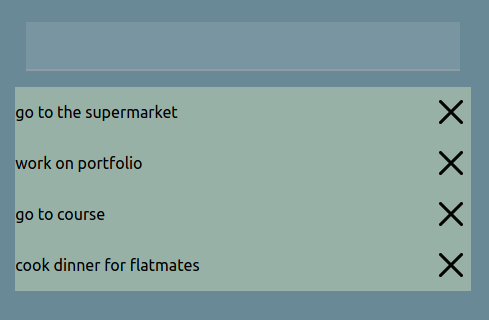 go to the supermarket
work on portfolio
go to course
cook dinner for flatmates